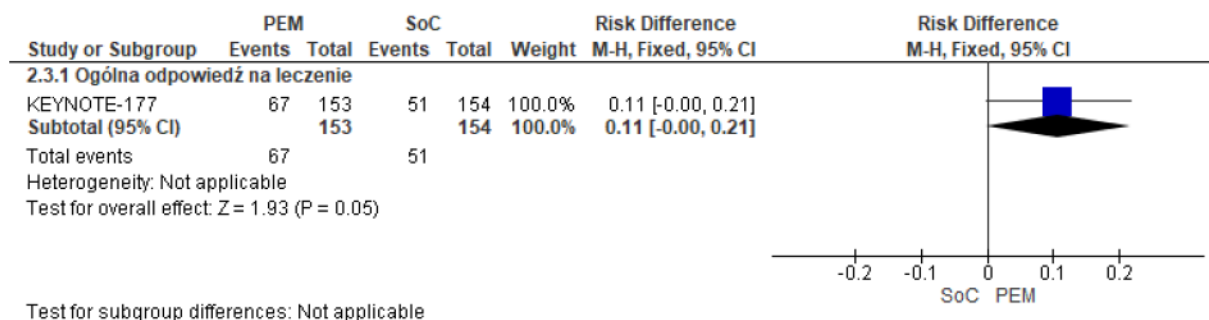 PEM SoC Risk Difference Risk Difference
Study or Subgroup Events Total Events Total Weight M-H, Fixed, 95% CI M-H, Fixed, 95% CI
2.3.1 Ogólna odpowiedź na leczenie
KEYNOTE-177 67 153 51 154 100.0% 0.11 [-0.00, 0.21]
Subtotal (95% CI) 153 154 100.0% 0.11 [-0.00, 0.21]
Total events 67 51
Heterogeneity: Not applicable
Test for overall effect: Z = 1.93 (P = 0.05)
-0.2 -0.1 0 0.1 0.2
SoC PEM
Test for subgroup differences: Not applicable